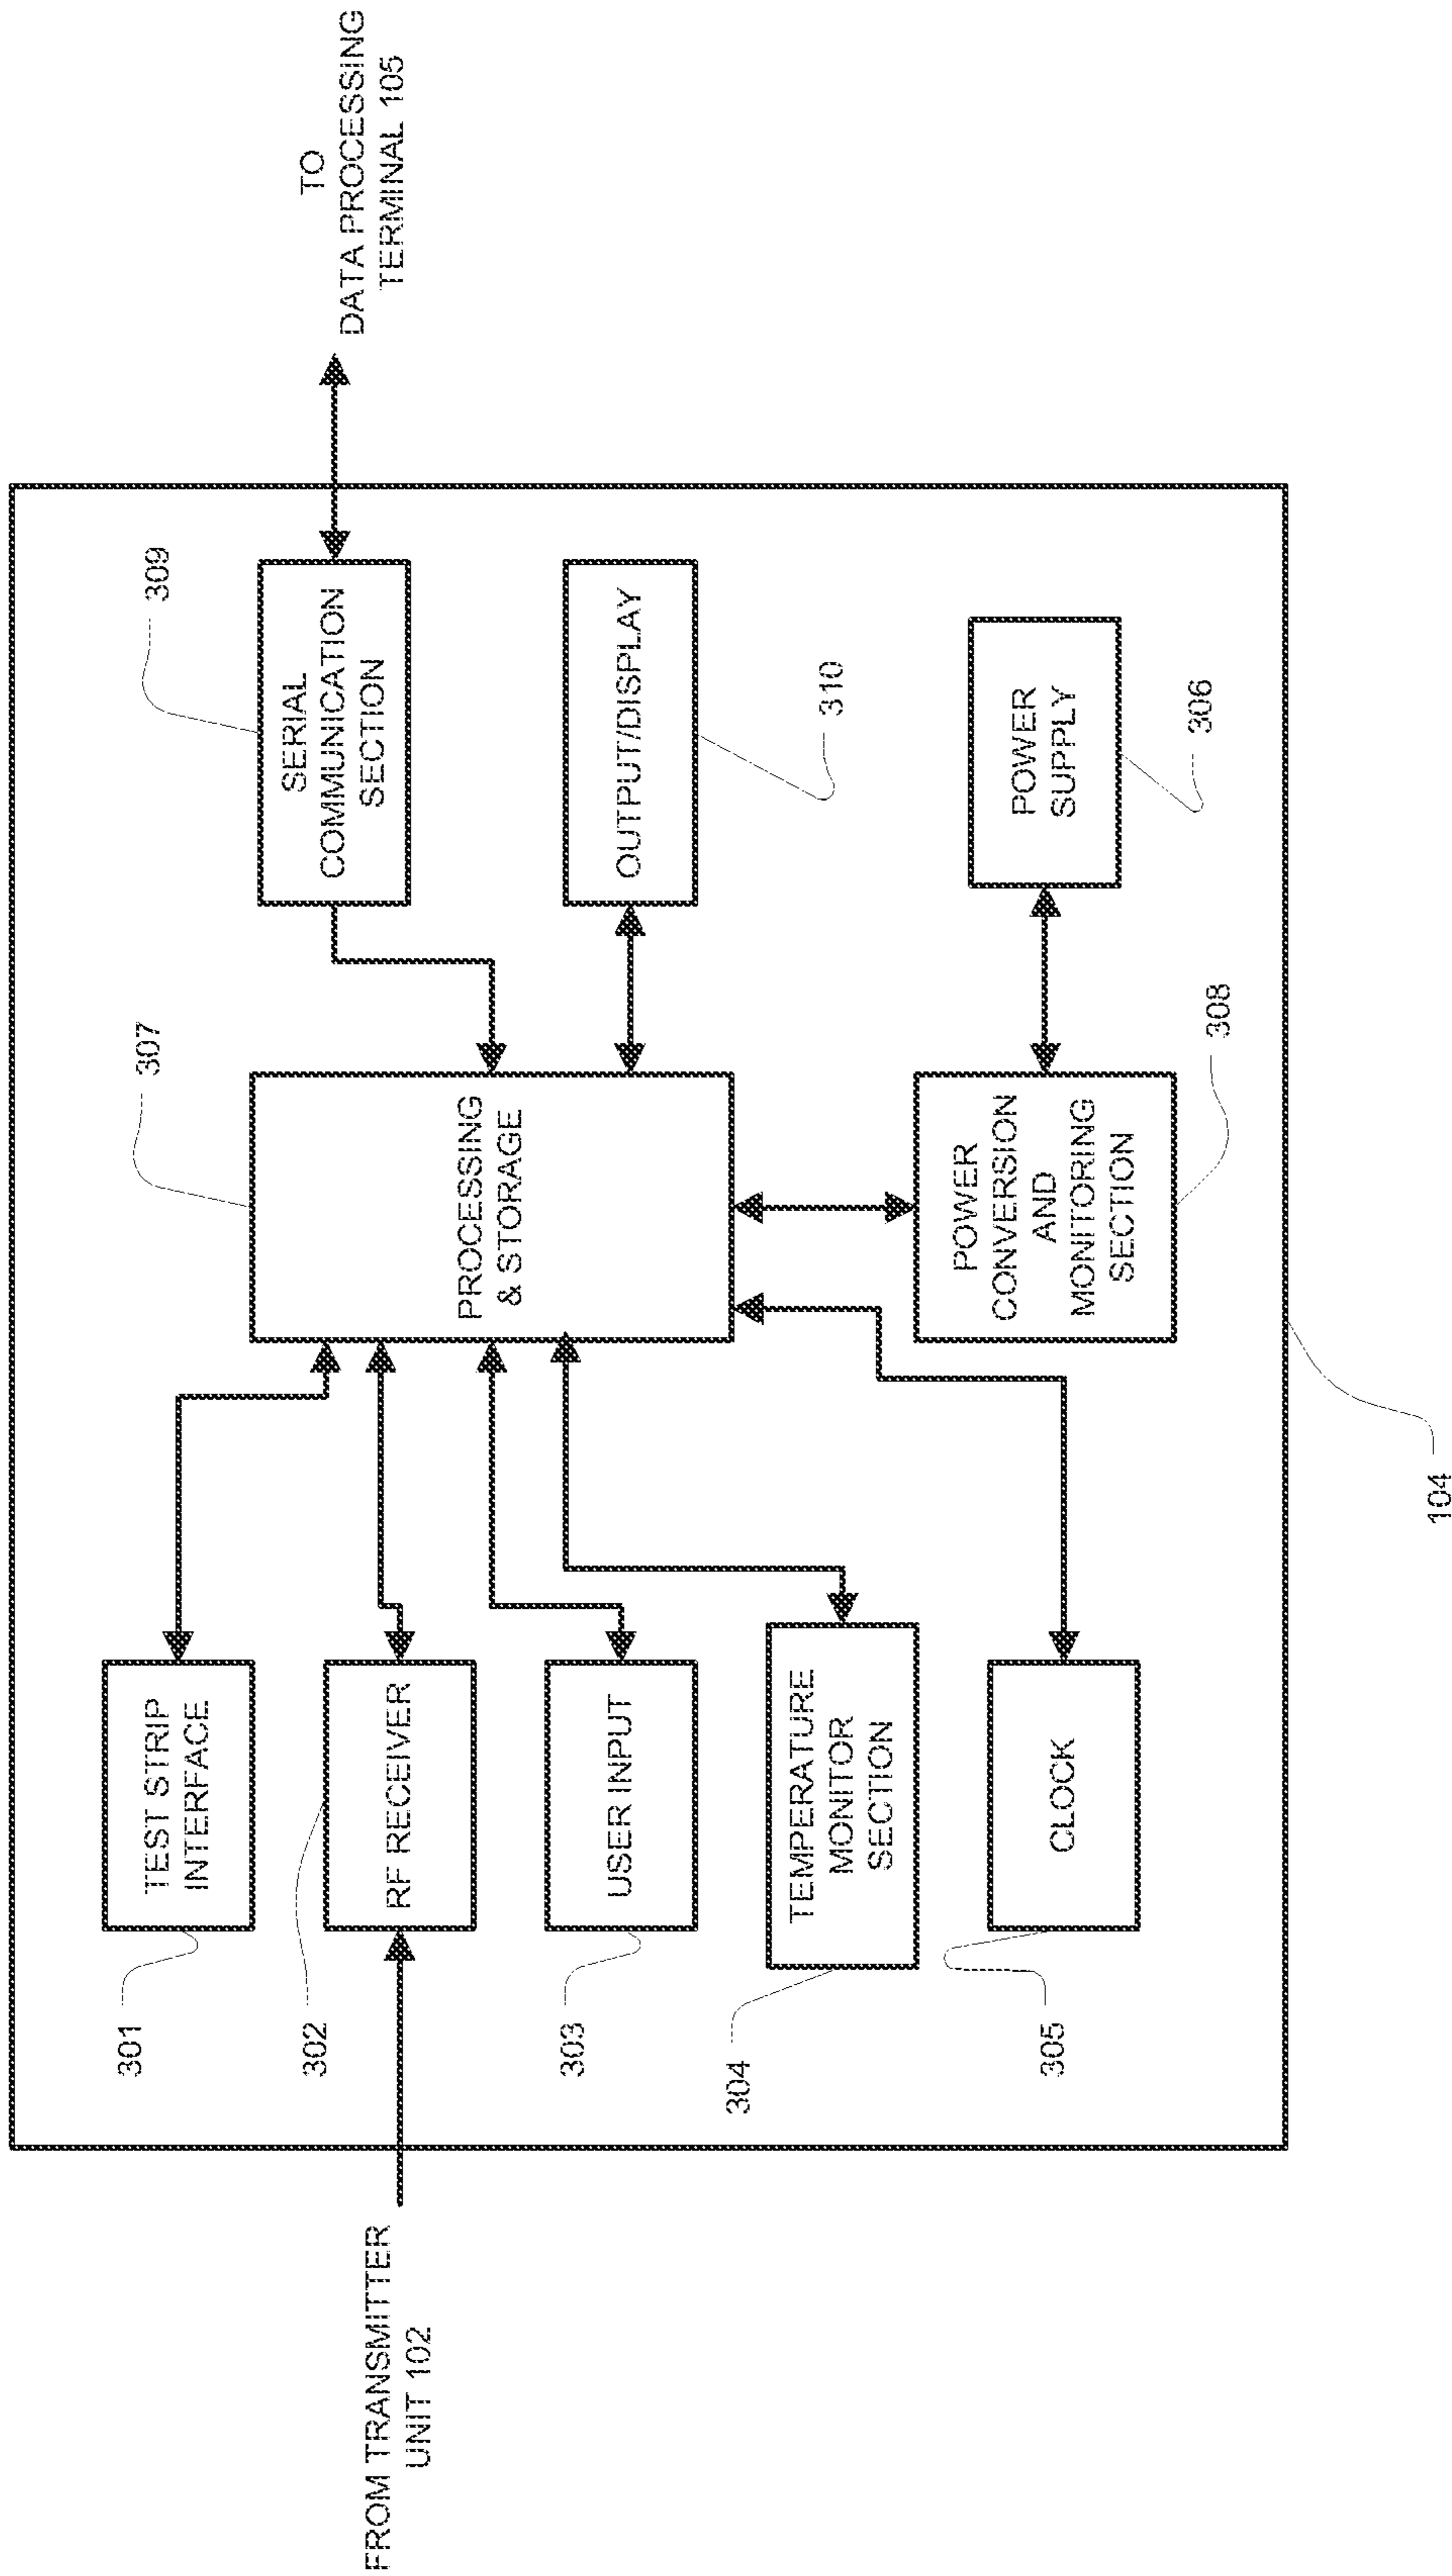 FROM TRANSMITTER
UNIT 102
301
TEST STRIP
INTERFACE
302
RF RECEIVER
303
USER INPUT
304
TEMPERATURE
MONITOR
SECTION
305
CLOCK
307
PROCESSING
& STORAGE
POWER
CONVERSION
AND
MONITORING
SECTION
308
309
SERIAL
COMMUNICATION
SECTION
OUTPUT/DISPLAY
310
POWER
SUPPLY
306
TO
DATA PROCESSING
TERMINAL 105
104